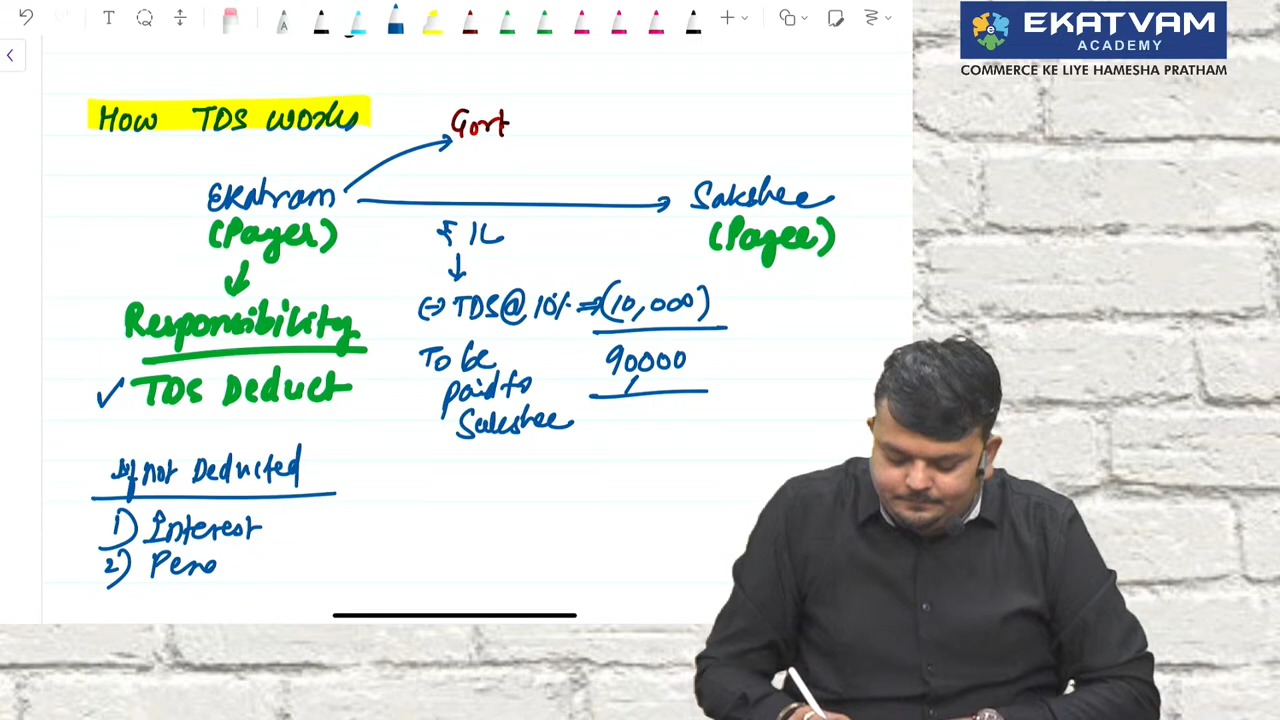 EKATVAM
ACADEMY
COMMERCE KE LIYE HAMESHA PRATHAM
How TDS works
Govt
Ekatvam
Sakshee
(Payer)
₹ 1L
(Payee)
(-) TDS @ 10% ⇒ (10,000)
Responsibility
To be
90000
paid to
✓ TDS Deduct
Sakshee
If not Deducted
1) Interest
2) Pena